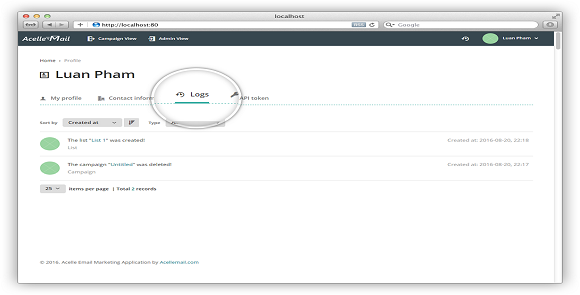 localhost
http://localhost:80
Google
Acelle Mail Campaign View Admin View Luan Pham
Home Profile
Luan Pham
My profile Contact inform Logs API token
Sort by Created at Type
The list "List 1" was created! Created at: 2016-08-20, 22:18
List
The campaign "Untitled" was deleted! Created at: 2016-08-20, 22:17
Campaign
25 items per page | Total 2 records
© 2016. Acelle Email Marketing Application by Acellemail.com